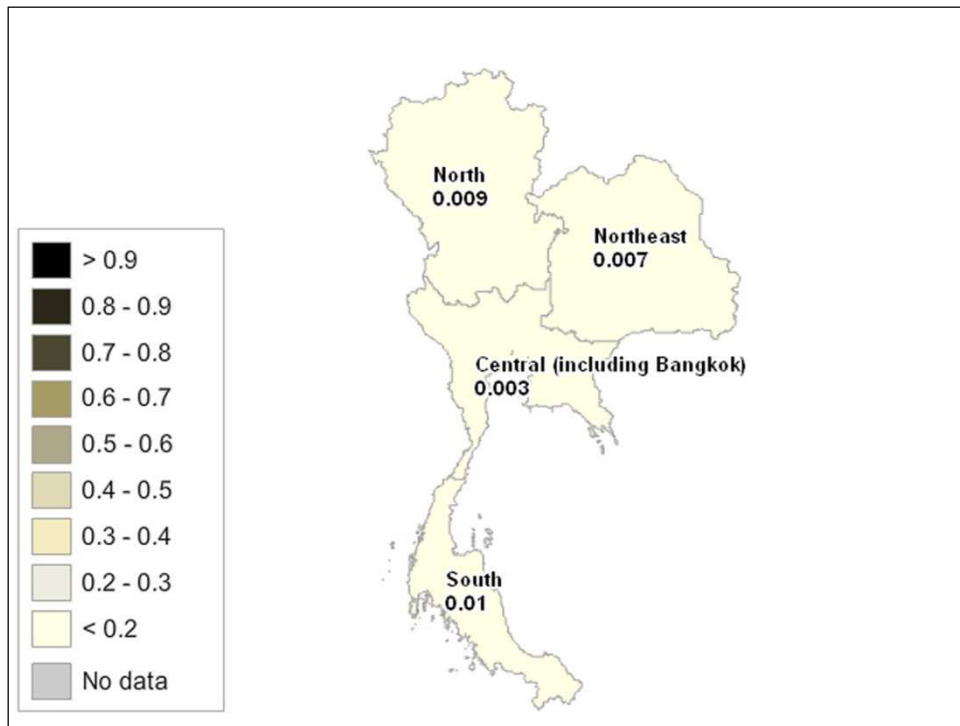 North
0.009
Northeast
0.007
Central (including Bangkok)
0.003
South
0.01
> 0.9
0.8 - 0.9
0.7 - 0.8
0.6 - 0.7
0.5 - 0.6
0.4 - 0.5
0.3 - 0.4
0.2 - 0.3
< 0.2
No data